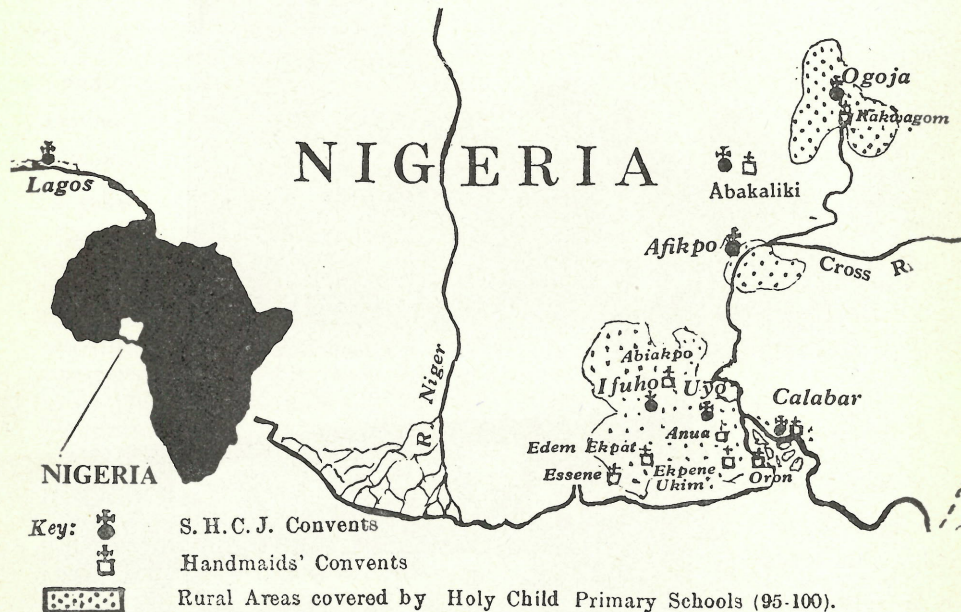 Ogoja
Kakwagom
NIGERIA
Lagos
Abakaliki
Afikpo
Cross R.
R. Niger
Abiakpo
Ifuho
Uyo
Calabar
Anua
Edem Ekpat
Essene
Ekpene
Ukim
Oron
NIGERIA
Key:
S.H.C.J. Convents
Handmaids' Convents
Rural Areas covered by Holy Child Primary Schools (95-100).